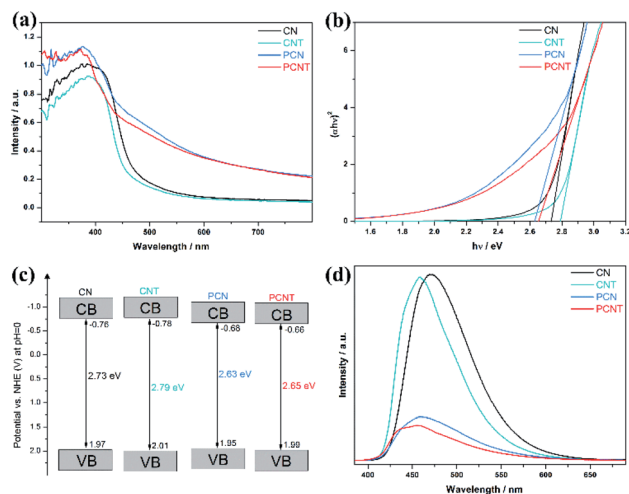 (a)
CN
CNT
PCN
PCNT
Intensity / a.u.
1.2
1.0
0.8
0.6
0.4
0.2
0.0
400
500
600
700
Wavelength / nm
(b)
CN
CNT
PCN
PCNT
(αhν)²
6
4
2
0
1.6
2.0
2.4
2.8
3.2
hν / eV
(c)
Potential vs. NHE (V) at pH=0
-1.0
-0.5
0.0
0.5
1.0
1.5
2.0
CN
CNT
PCN
PCNT
CB
CB
CB
CB
-0.76
-0.78
-0.68
-0.66
2.73 eV
2.79 eV
2.63 eV
2.65 eV
1.97
2.01
1.95
1.99
VB
VB
VB
VB
(d)
CN
CNT
PCN
PCNT
Intensity / a.u.
400
450
500
550
600
650
Wavelength / nm